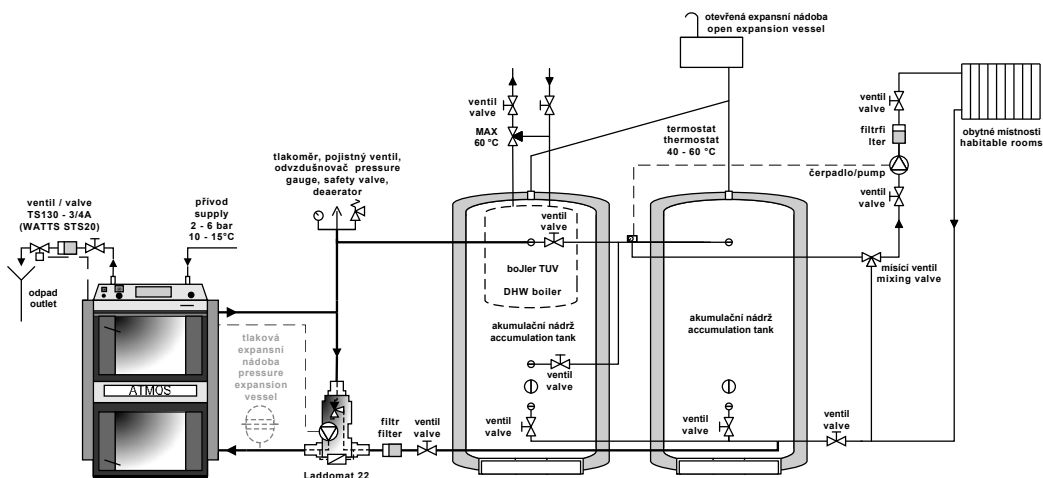 otevřená expansní nádoba
open expansion vessel
ventil
valve
MAX
60 °C
termostat
thermostat
40 - 60 °C
ventil
valve
filtrfi
lter
čerpadlo/pump
ventil
valve
obytné místnosti
habitable rooms
tlakoměr, pojistný ventil,
odvzdušnovač pressure
gauge, safety valve,
deaerator
ventil / valve
TS130 - 3/4A
(WATTS STS20)
přívod
supply
2 - 6 bar
10 - 15°C
odpad
outlet
ventil
valve
boJler TUV
DHW boiler
mísící ventil
mixing valve
akumulační nádrž
accumulation tank
akumulační nádrž
accumulation tank
tlaková
expansní
nádoba
pressure
expansion
vessel
ATMOS
ventil
valve
filtr
filter
ventil
valve
ventil
valve
ventil
valve
ventil
valve
Laddomat 22